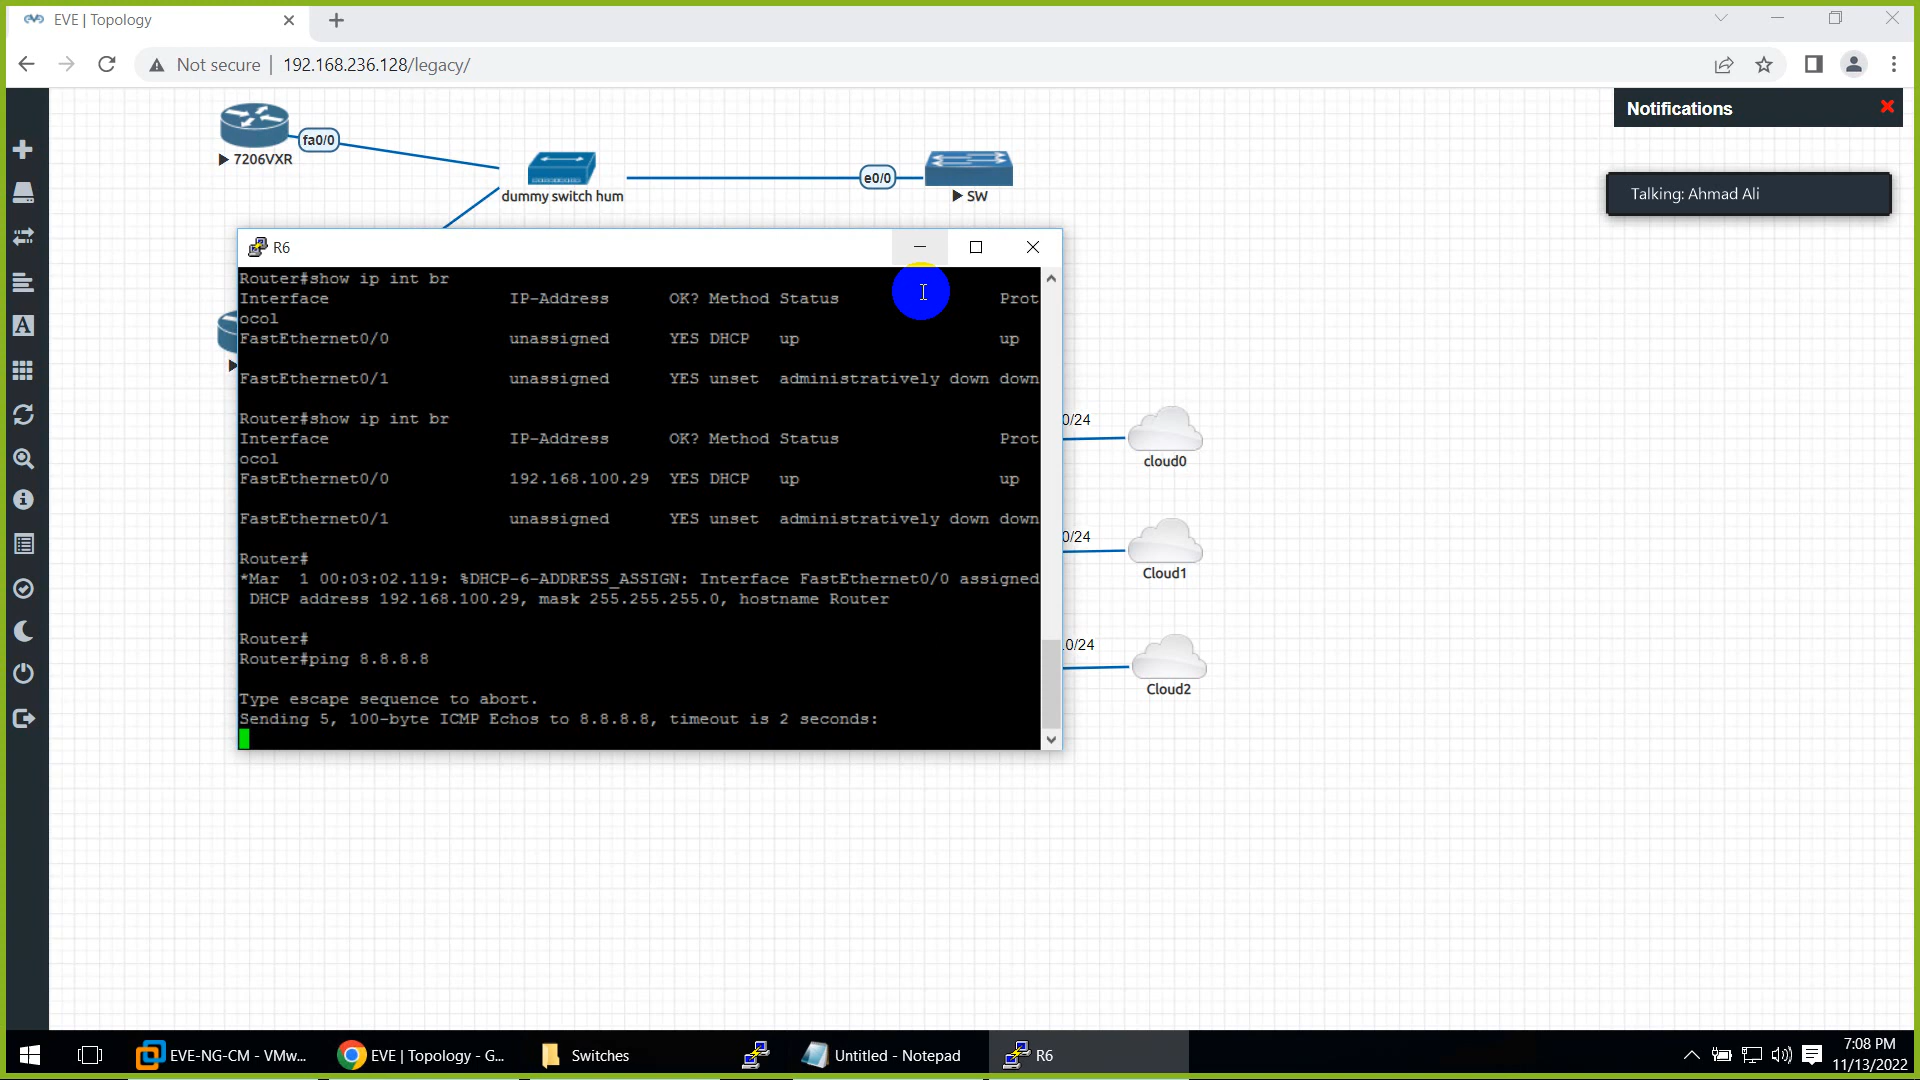 EVE | Topology
Not secure
192.168.236.128/legacy/
Notifications
Talking: Ahmad Ali
fa0/0
7206VXR
dummy switch hum
e0/0
SW
R6
Router#show ip int br
Interface IP-Address OK? Method Status Prot
ocol
FastEthernet0/0 unassigned YES DHCP up up
FastEthernet0/1 unassigned YES unset administratively down down
Router#show ip int br
Interface IP-Address OK? Method Status Prot
ocol
FastEthernet0/0 192.168.100.29 YES DHCP up up
FastEthernet0/1 unassigned YES unset administratively down down
Router#
*Mar 1 00:03:02.119: %DHCP-6-ADDRESS_ASSIGN: Interface FastEthernet0/0 assigned
DHCP address 192.168.100.29, mask 255.255.255.0, hostname Router
Router#
Router#ping 8.8.8.8
Type escape sequence to abort.
Sending 5, 100-byte ICMP Echos to 8.8.8.8, timeout is 2 seconds:
0/24
cloud0
0/24
Cloud1
.0/24
Cloud2
EVE-NG-CM - VMw...
EVE | Topology - G...
Switches
Untitled - Notepad
R6
7:08 PM
11/13/2022